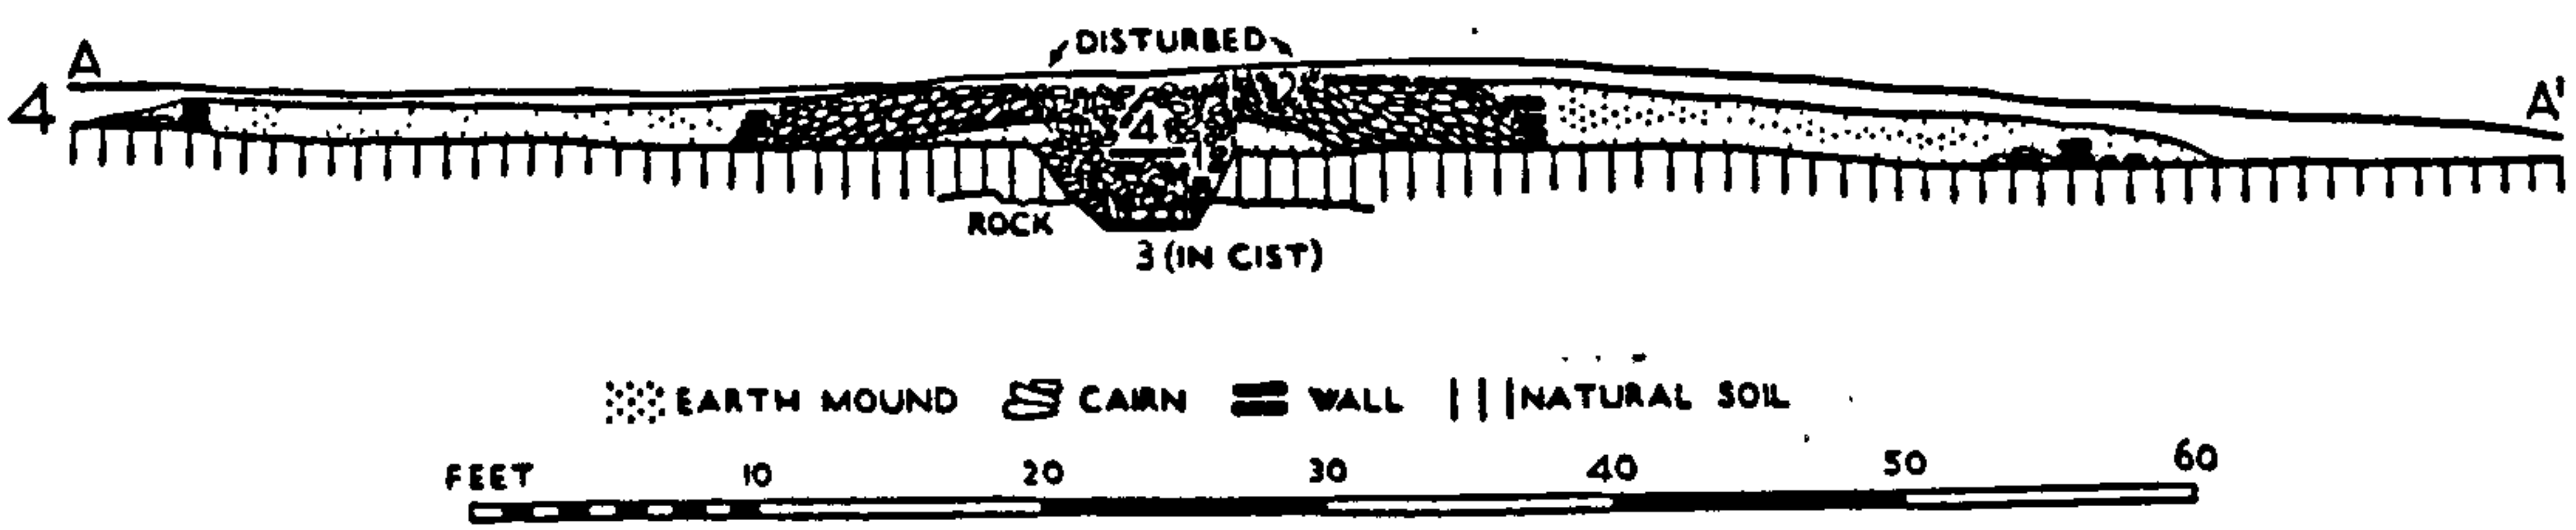 DISTURBED
A A'
4
4
12
ROCK
3 (IN CIST)
EARTH MOUND CAIRN WALL NATURAL SOIL
FEET 10 20 30 40 50 60